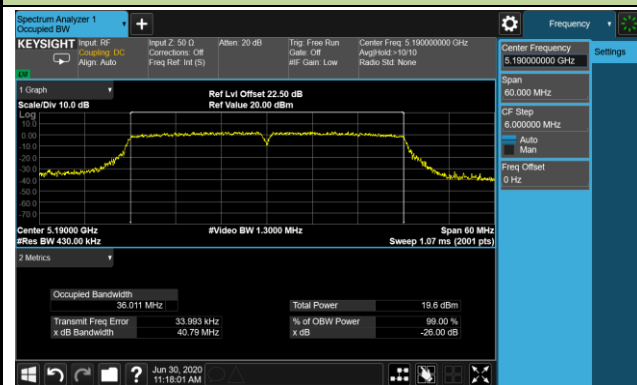 Spectrum Analyzer 1
Occupied BW
Frequency
KEYSIGHT
Input: RF
Coupling: DC
Align: Auto
Input Z: 50 Ω
Corrections: Off
Freq Ref: Int (S)
Atten: 20 dB
Trig: Free Run
Gate: Off
#IF Gain: Low
Center Freq: 5.190000000 GHz
Avg|Hold:>10/10
Radio Std: None
Center Frequency
5.190000000 GHz
Settings
Span
60.000 MHz
CF Step
6.000000 MHz
Auto
Man
Freq Offset
0 Hz
1 Graph
Scale/Div 10.0 dB
Ref Lvl Offset 22.50 dB
Ref Value 20.00 dBm
Log
10.0
0.00
-10.0
-20.0
-30.0
-40.0
-50.0
-60.0
-70.0
Center 5.19000 GHz
#Res BW 430.00 kHz
#Video BW 1.3000 MHz
Span 60 MHz
Sweep 1.07 ms (2001 pts)
2 Metrics
Occupied Bandwidth
36.011 MHz
Transmit Freq Error 33.993 kHz
x dB Bandwidth 40.79 MHz
Total Power 19.6 dBm
% of OBW Power 99.00 %
x dB -26.00 dB
?
Jun 30, 2020
11:18:01 AM